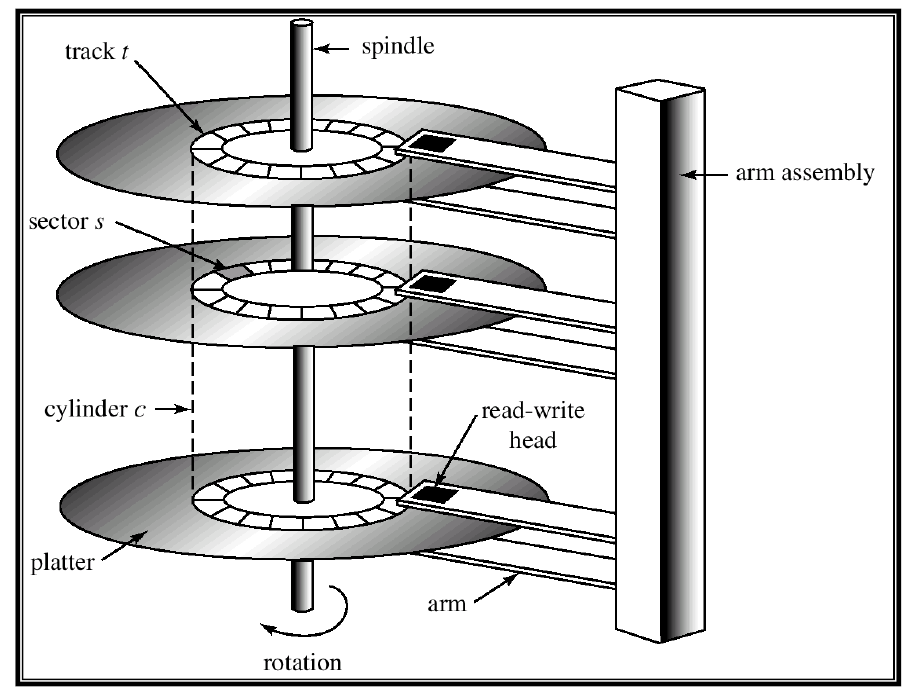 track t
spindle
arm assembly
sector s
cylinder c
read-write
head
platter
arm
rotation